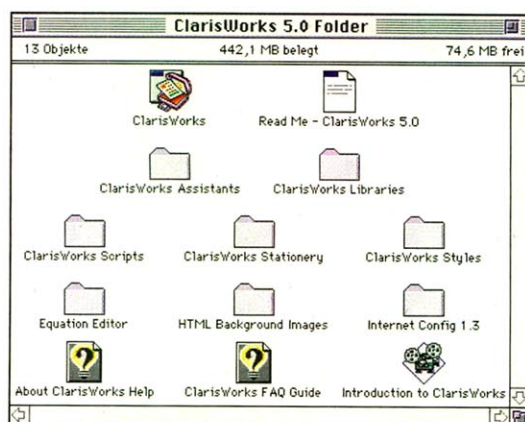 ClarisWorks 5.0 Folder
13 Objekte 442,1 MB belegt 74,6 MB frei
ClarisWorks Read Me – ClarisWorks 5.0
ClarisWorks Assistants ClarisWorks Libraries
ClarisWorks Scripts ClarisWorks Stationery ClarisWorks Styles
Equation Editor HTML Background Images Internet Config 1.3
About ClarisWorks Help ClarisWorks FAQ Guide Introduction to ClarisWorks